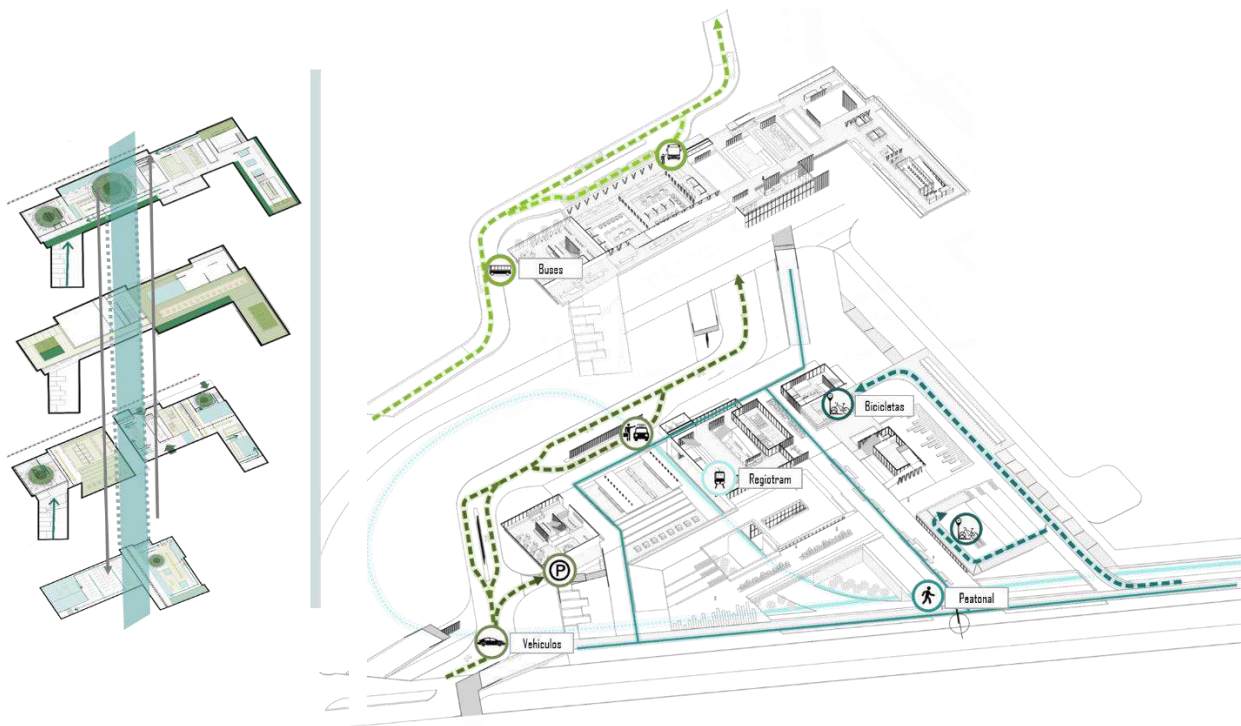 Buses
Bicicletas
Regiotram
P
Peatonal
Vehiculos